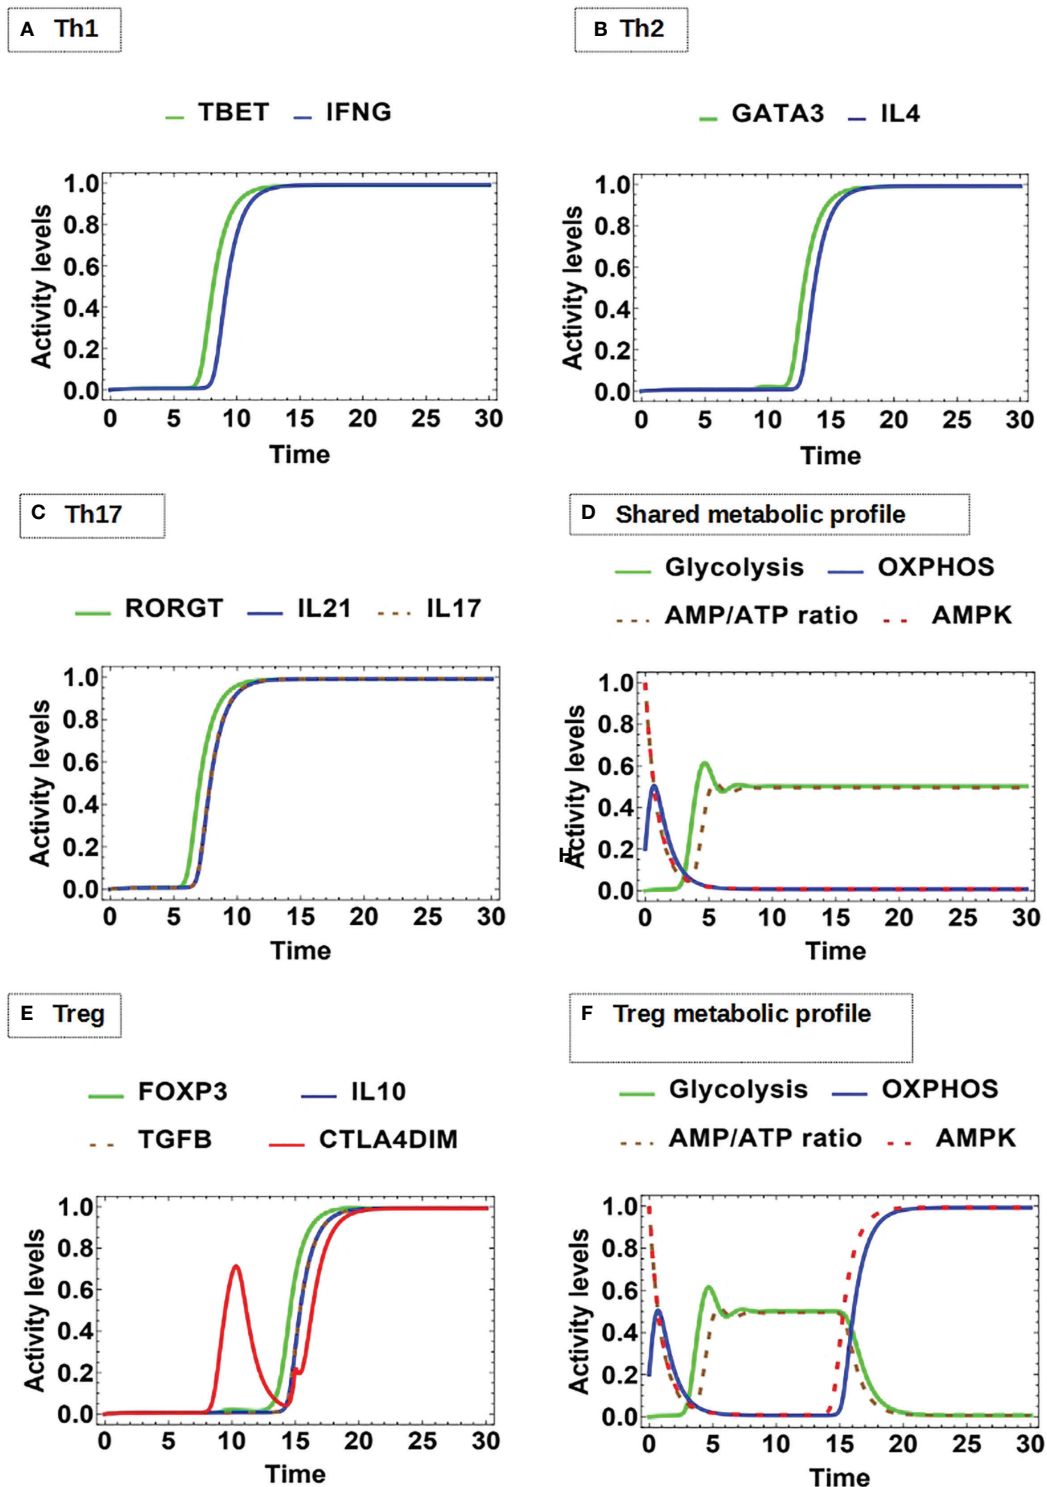 A Th1
B Th2
TBET IFNG
GATA3 IL4
1.0
0.8
0.6
0.4
0.2
0.0
Activity levels
0 5 10 15 20 25 30
Time
1.0
0.8
0.6
0.4
0.2
0.0
Activity levels
0 5 10 15 20 25 30
Time
C Th17
D Shared metabolic profile
RORGT IL21 IL17
Glycolysis OXPHOS
AMP/ATP ratio AMPK
1.0
0.8
0.6
0.4
0.2
0.0
Activity levels
0 5 10 15 20 25 30
Time
1.0
0.8
0.6
0.4
0.2
0.0
Activity levels
0 5 10 15 20 25 30
Time
E Treg
F Treg metabolic profile
FOXP3 IL10
TGFB CTLA4DIM
Glycolysis OXPHOS
AMP/ATP ratio AMPK
1.0
0.8
0.6
0.4
0.2
0.0
Activity levels
0 5 10 15 20 25 30
Time
1.0
0.8
0.6
0.4
0.2
0.0
Activity levels
0 5 10 15 20 25 30
Time